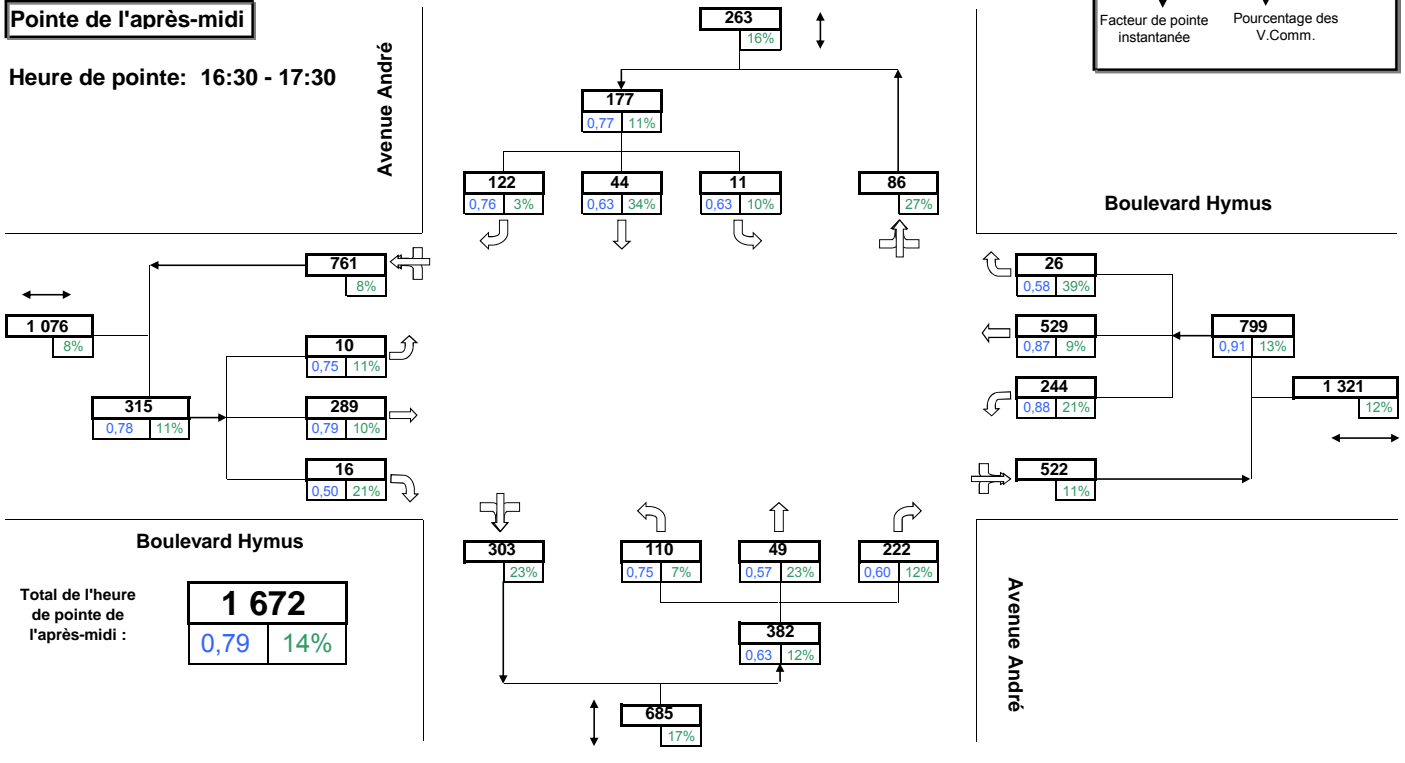 Pointe de l'après-midi
Heure de pointe: 16:30 - 17:30
Avenue André
263
16%
Facteur de pointe instantanée
Pourcentage des V.Comm.
177
0,77 11%
122 44 11 86
0,76 3% 0,63 34% 0,63 10% 27%
Boulevard Hymus
761
8%
1 076
8%
10
0,75 11%
315
0,78 11%
289
0,79 10%
16
0,50 21%
26
0,58 39%
529
0,87 9%
799
0,91 13%
244
0,88 21%
1 321
12%
522
11%
Boulevard Hymus
303 110 49 222
23% 0,75 7% 0,57 23% 0,60 12%
382
0,63 12%
685
17%
Total de l'heure
de pointe de
l'après-midi :
1 672
0,79 14%
Avenue André